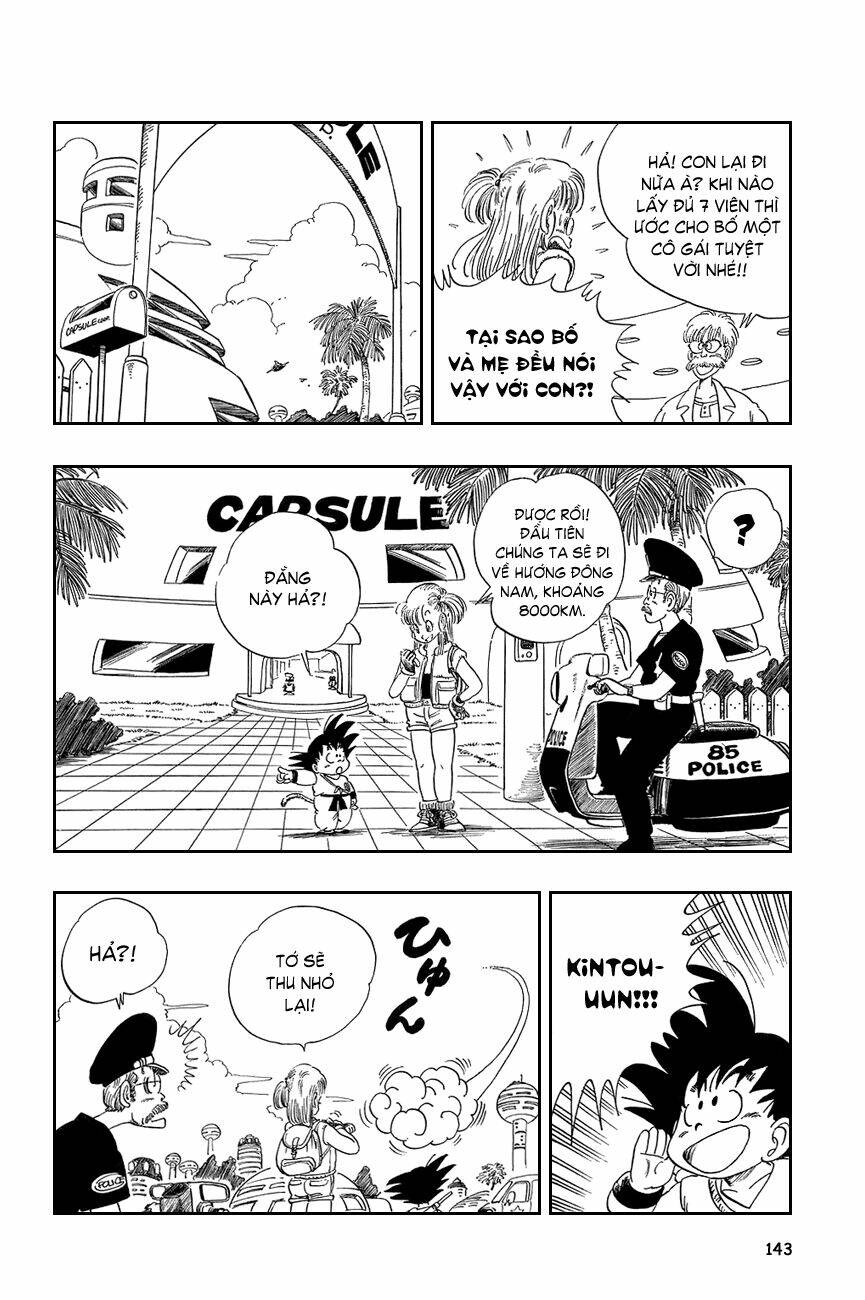 HẢ! CON LẠI ĐI
NỮA À? KHI NÀO
LẤY ĐỦ 7 VIÊN THÌ
ƯỚC CHO BỐ MỘT
CÔ GÁI TUYỆT
VỜI NHÉ!!
TẠI SAO BỐ
VÀ MẸ ĐỀU NÓI
VẬY VỚI CON?!
CAPSULE CORP.
CAPSULE
ĐƯỢC RỒI!
ĐẦU TIÊN
CHÚNG TA SẼ ĐI
VỀ HƯỚNG ĐÔNG
NAM, KHOẢNG
8000KM.
?
ĐẰNG
NÀY HẢ?!
POLICE
85
POLICE
KINTOU-
UUN!!!
ひゅん
TỚ SẼ
THU NHỎ
LẠI!
HẢ?!
POLICE
143